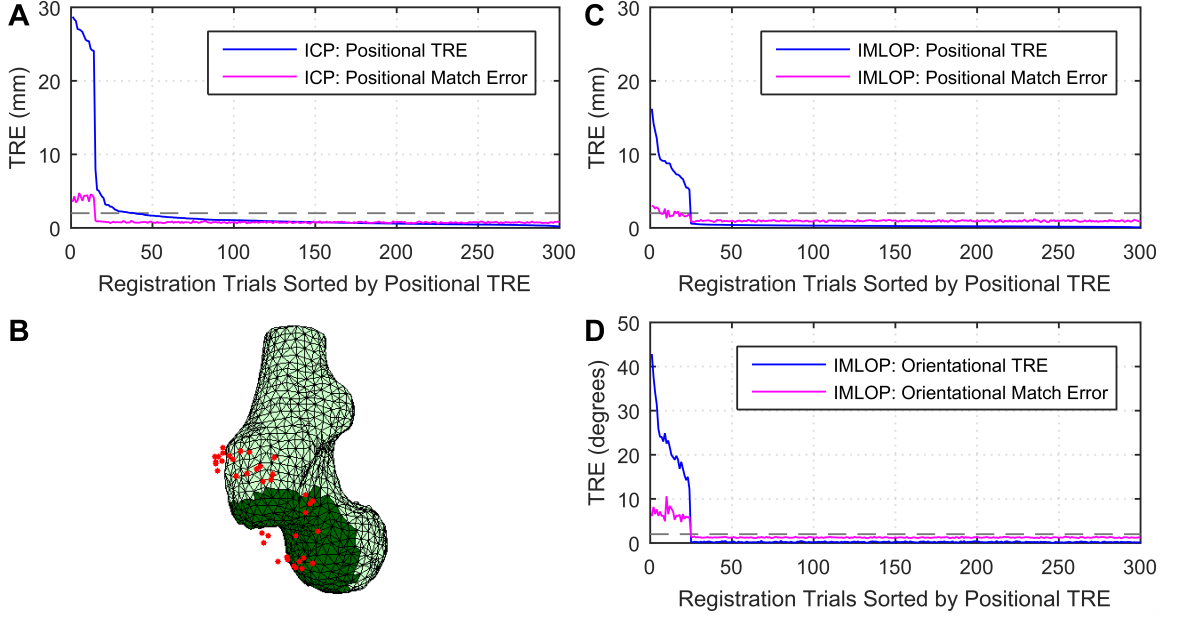 A
30
20
10
0
TRE (mm)
ICP: Positional TRE
ICP: Positional Match Error
0 50 100 150 200 250 300
Registration Trials Sorted by Positional TRE
C
30
20
10
0
TRE (mm)
IMLOP: Positional TRE
IMLOP: Positional Match Error
0 50 100 150 200 250 300
Registration Trials Sorted by Positional TRE
B
D
50
40
30
20
10
0
TRE (degrees)
IMLOP: Orientational TRE
IMLOP: Orientational Match Error
0 50 100 150 200 250 300
Registration Trials Sorted by Positional TRE